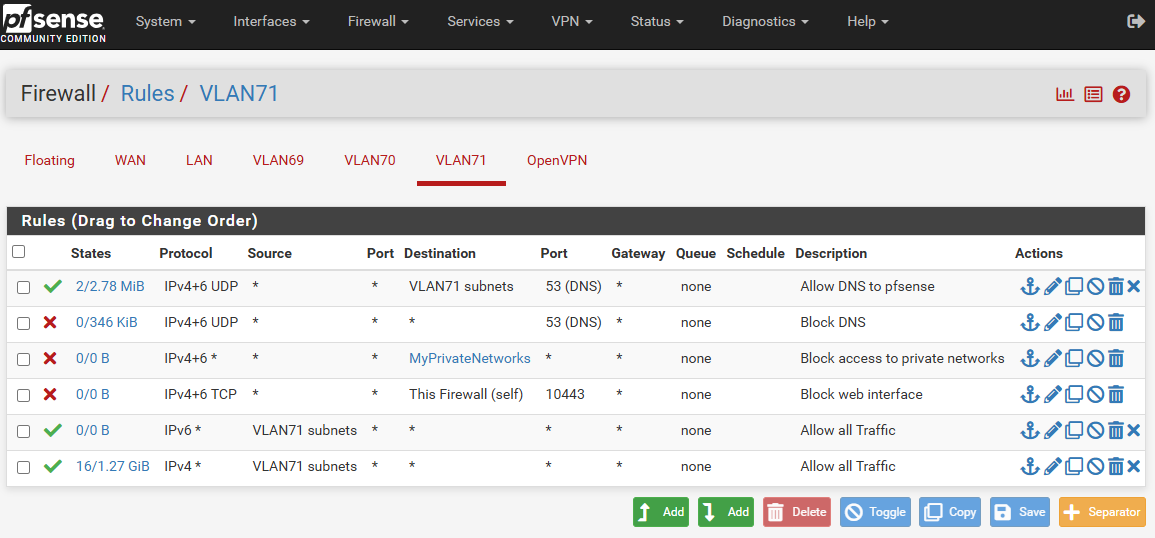 pfsense
COMMUNITY EDITION
System Interfaces Firewall Services VPN Status Diagnostics Help
Firewall / Rules / VLAN71
Floating WAN LAN VLAN69 VLAN70 VLAN71 OpenVPN
Rules (Drag to Change Order)
States Protocol Source Port Destination Port Gateway Queue Schedule Description Actions
2/2.78 MiB IPv4+6 UDP * * VLAN71 subnets 53 (DNS) * none Allow DNS to pfsense
0/346 KiB IPv4+6 UDP * * * 53 (DNS) * none Block DNS
0/0 B IPv4+6 * * * MyPrivateNetworks * * none Block access to private networks
0/0 B IPv4+6 TCP * * This Firewall (self) 10443 * none Block web interface
0/0 B IPv6 * VLAN71 subnets * * * * none Allow all Traffic
16/1.27 GiB IPv4 * VLAN71 subnets * * * * none Allow all Traffic
Add Add Delete Toggle Copy Save Separator